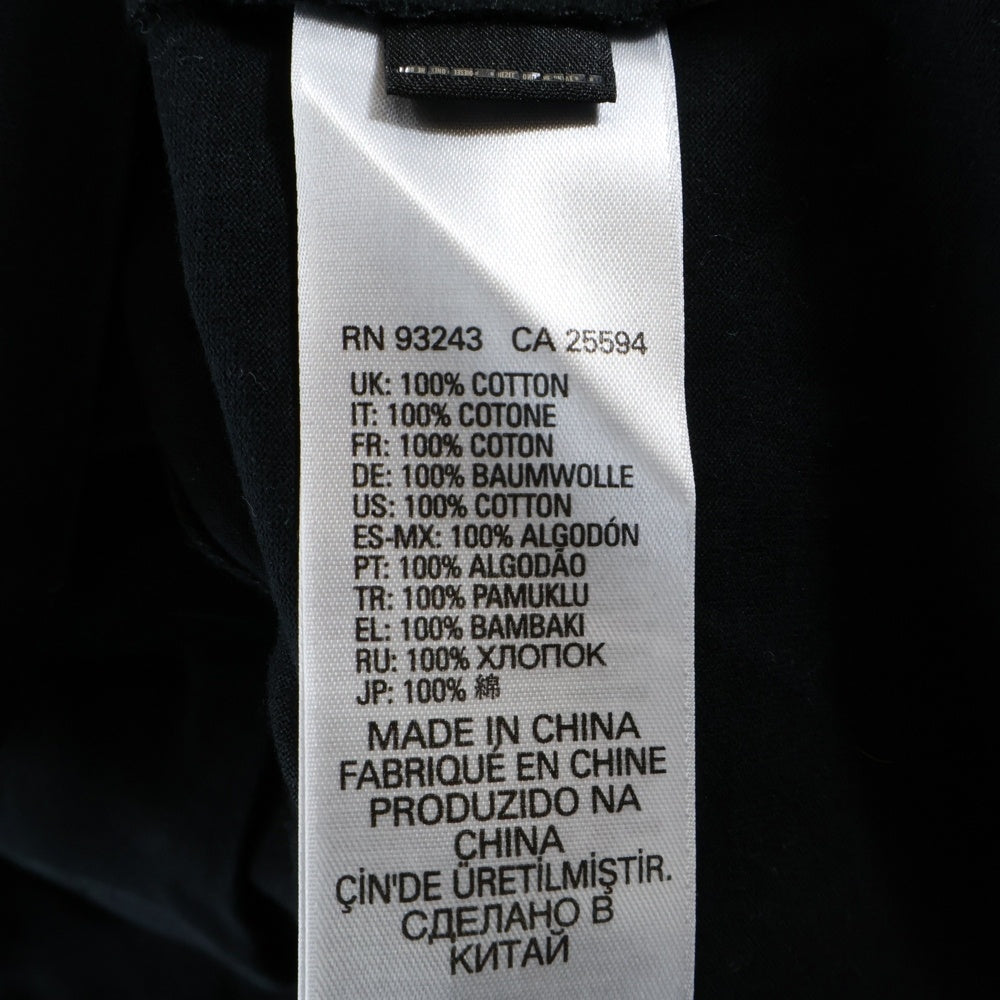 RN 93243 CA 25594
UK: 100% COTTON
IT: 100% COTONE
FR: 100% COTON
DE: 100% BAUMWOLLE
US: 100% COTTON
ES-MX: 100% ALGODÓN
PT: 100% ALGODÃO
TR: 100% PAMUKLU
EL: 100% BAMBAKI
RU: 100% ХЛОПОК
JP: 100% 綿
MADE IN CHINA
FABRIQUÉ EN CHINE
PRODUZIDO NA
CHINA
ÇİN'DE ÜRETİLMİŞTİR.
СДЕЛАНО В
КИТАЙ